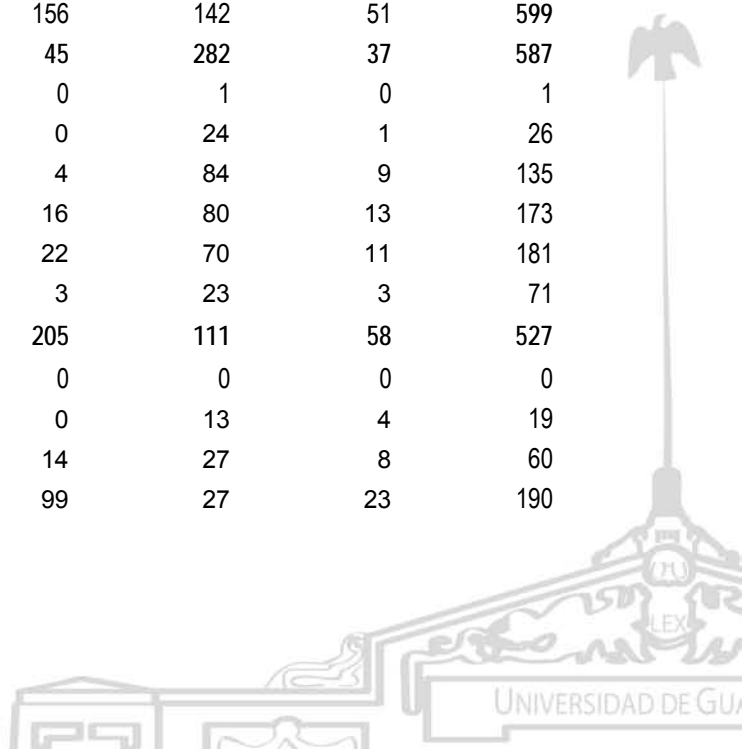 156 142 51 599
45 282 37 587
0 1 0 1
0 24 1 26
4 84 9 135
16 80 13 173
22 70 11 181
3 23 3 71
205 111 58 527
0 0 0 0
0 13 4 19
14 27 8 60
99 27 23 190
LEX
UNIVERSIDAD DE GUA